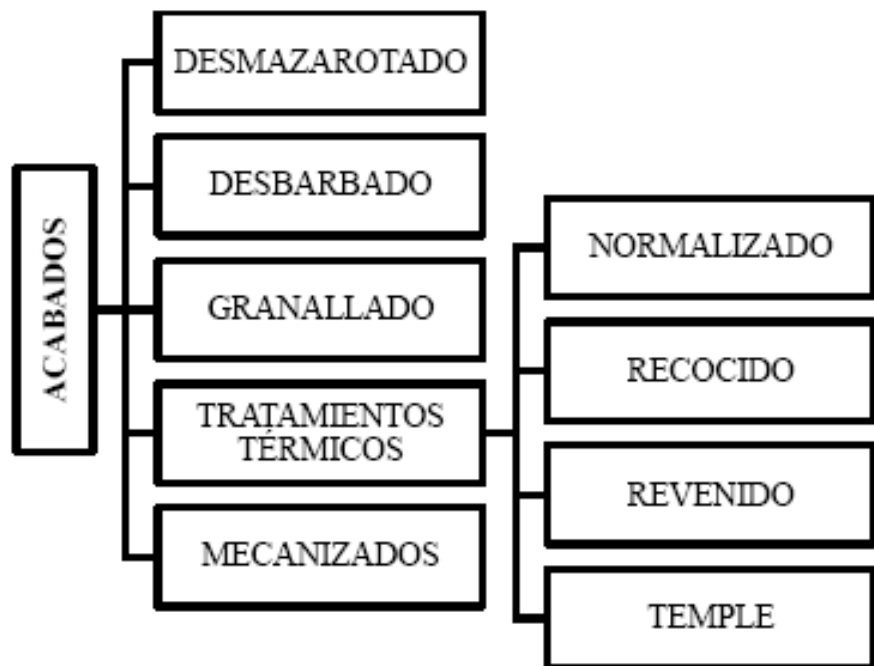 ACABADOS
DESMAZAROTADO
DESBARBADO
GRANALLADO
TRATAMIENTOS
TÉRMICOS
MECANIZADOS
NORMALIZADO
RECOCIDO
REVENIDO
TEMPLE